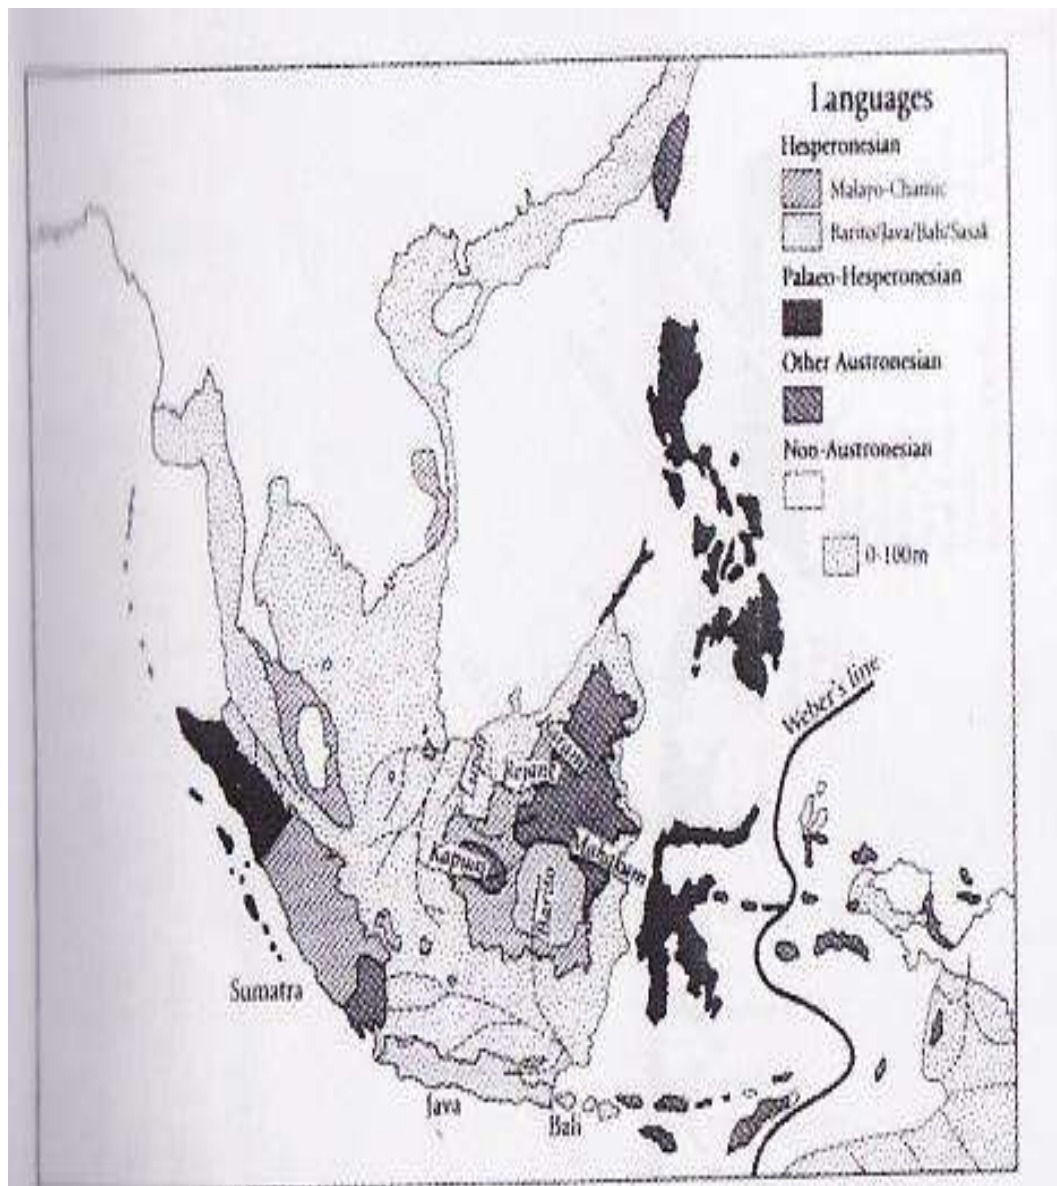 Languages
Hesperonesian
Malayo-Chamic
Barito/Java/Bali/Sasak
Palaeo-Hesperonesian
Other Austronesian
Non-Austronesian
0-100m
Weber's line
Rejang
Kapuas
Mahakam
Barito
Sumatra
Java
Bali